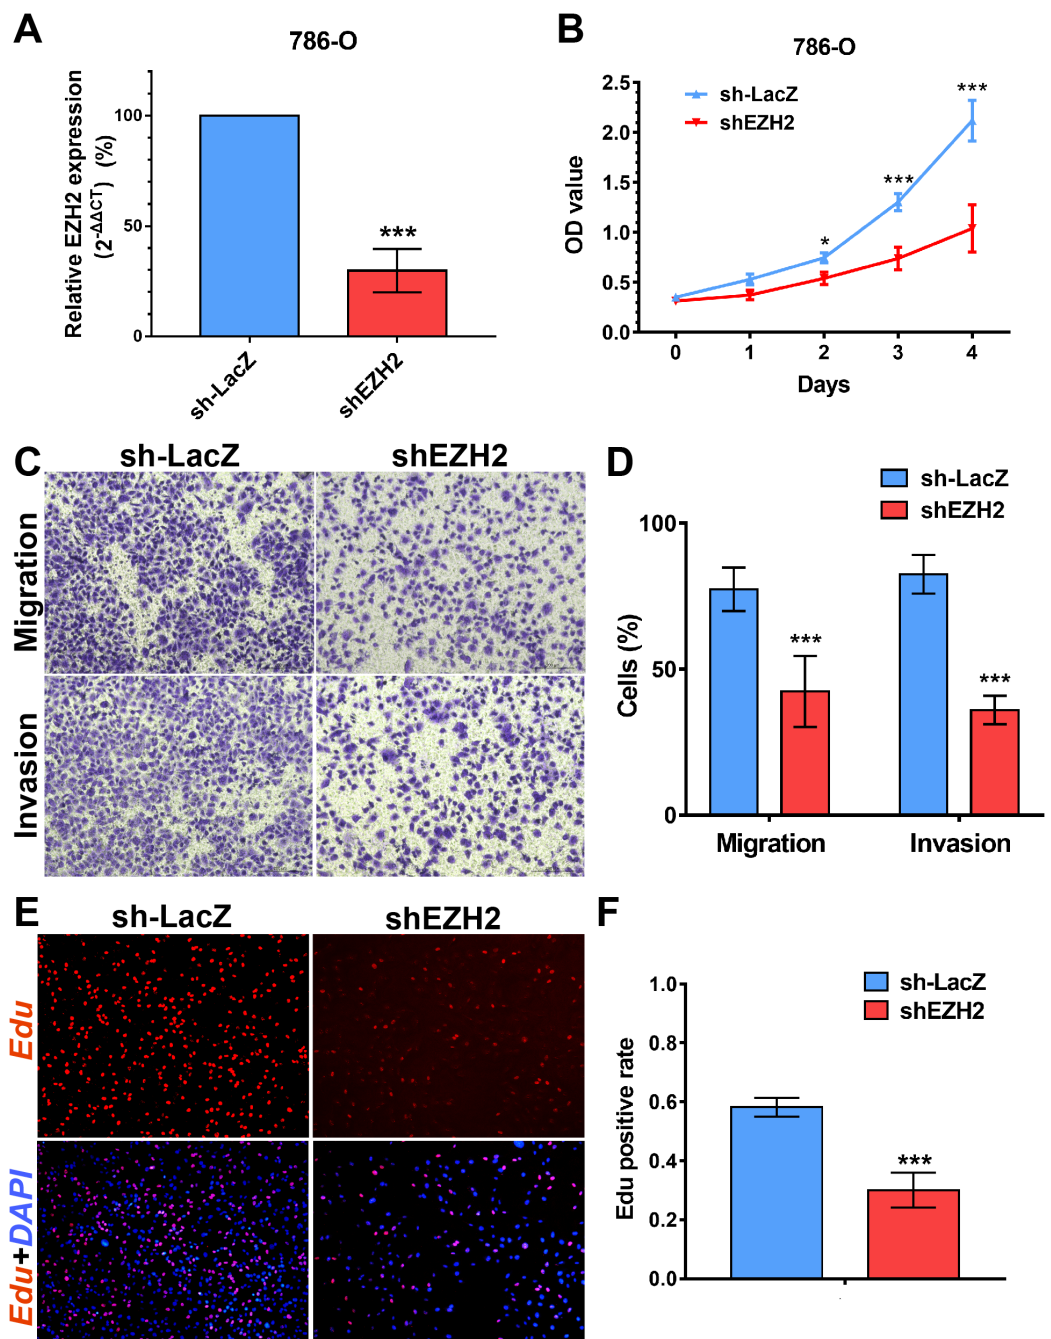 A
786-O
Relative EZH2 expression
(2-ΔΔCT) (%)
100
50
0
***
sh-LacZ
shEZH2
B
786-O
sh-LacZ
shEZH2
OD value
2.5
2.0
1.5
1.0
0.5
0.0
*
***
***
0 1 2 3 4
Days
C
sh-LacZ shEZH2
Migration
Invasion
D
sh-LacZ
shEZH2
Cells (%)
100
50
0
***
***
Migration Invasion
E
sh-LacZ shEZH2
Edu
Edu+DAPI
F
sh-LacZ
shEZH2
Edu positive rate
1.0
0.8
0.6
0.4
0.2
0.0
***